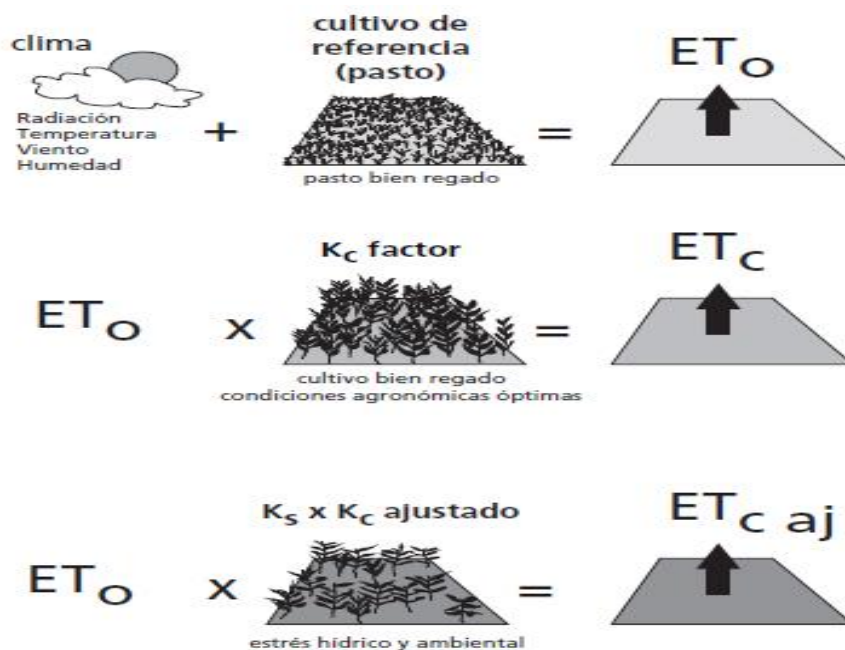 clima
Radiación
Temperatura
Viento
Humedad
+
cultivo de
referencia
(pasto)
pasto bien regado
=
ETO
ETO
x
KC factor
cultivo bien regado
condiciones agronómicas óptimas
=
ETC
ETO
x
KS x KC ajustado
estrés hídrico y ambiental
=
ETC aj